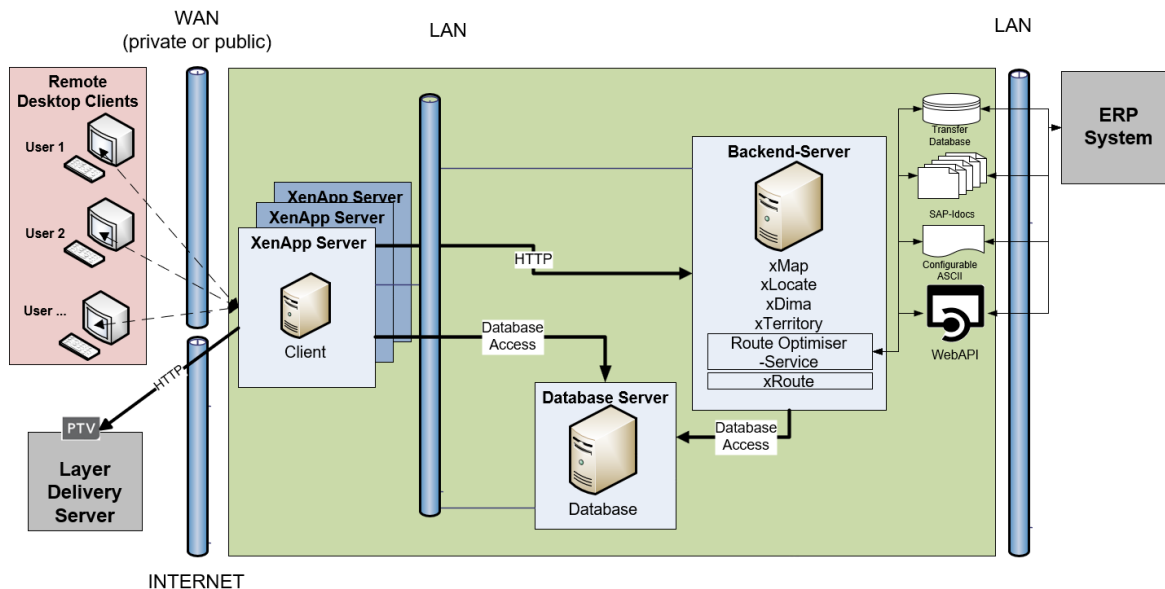 WAN
(private or public)
LAN
LAN
Remote
Desktop Clients
User 1
User 2
User ...
XenApp Server
XenApp Server
XenApp Server
Client
HTTP
Database
Access
HTTP
PTV
Layer
Delivery
Server
INTERNET
Database Server
Database
Database
Access
Backend-Server
xMap
xLocate
xDima
xTerritory
Route Optimiser
-Service
xRoute
Transfer
Database
SAP-Idocs
Configurable
ASCII
WebAPI
ERP
System